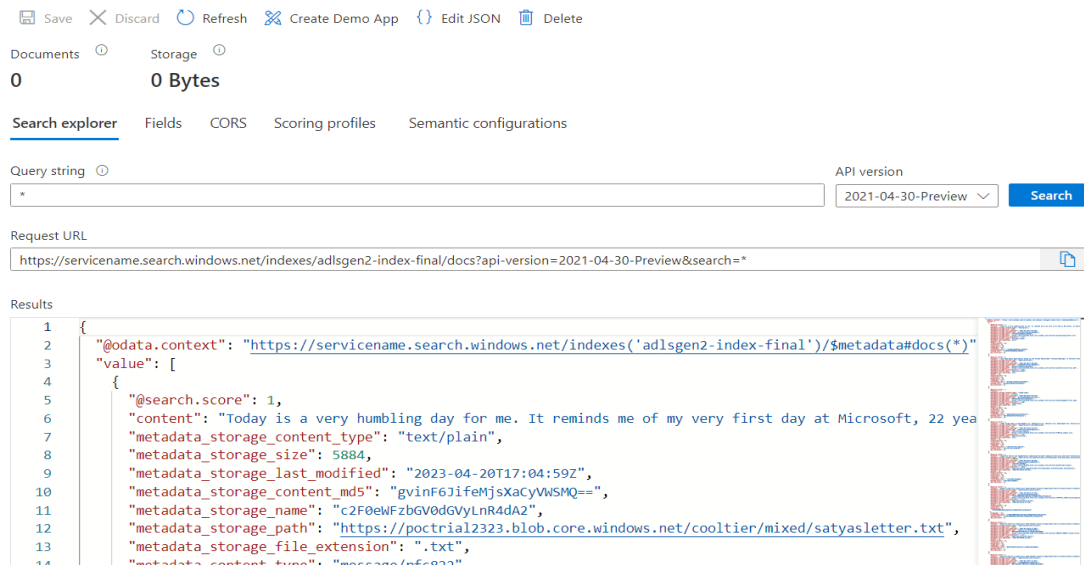 Save Discard Refresh Create Demo App {} Edit JSON Delete
Documents Storage
0 0 Bytes
Search explorer Fields CORS Scoring profiles Semantic configurations
Query string API version
* 2021-04-30-Preview Search
Request URL
https://servicename.search.windows.net/indexes/adlsgen2-index-final/docs?api-version=2021-04-30-Preview&search=*
Results
1 {
2 "@odata.context": "https://servicename.search.windows.net/indexes('adlsgen2-index-final')/$metadata#docs(*)"
3 "value": [
4 {
5 "@search.score": 1,
6 "content": "Today is a very humbling day for me. It reminds me of my very first day at Microsoft, 22 yea
7 "metadata_storage_content_type": "text/plain",
8 "metadata_storage_size": 5884,
9 "metadata_storage_last_modified": "2023-04-20T17:04:59Z",
10 "metadata_storage_content_md5": "gvinF6JifeMjsXaCyVWSMQ==",
11 "metadata_storage_name": "c2F0eWFzbGV0dGVyLnR4dA2",
12 "metadata_storage_path": "https://poctrial2323.blob.core.windows.net/cooltier/mixed/satyasletter.txt",
13 "metadata_storage_file_extension": ".txt",
14 "metadata_content_type": "message/rfc822"